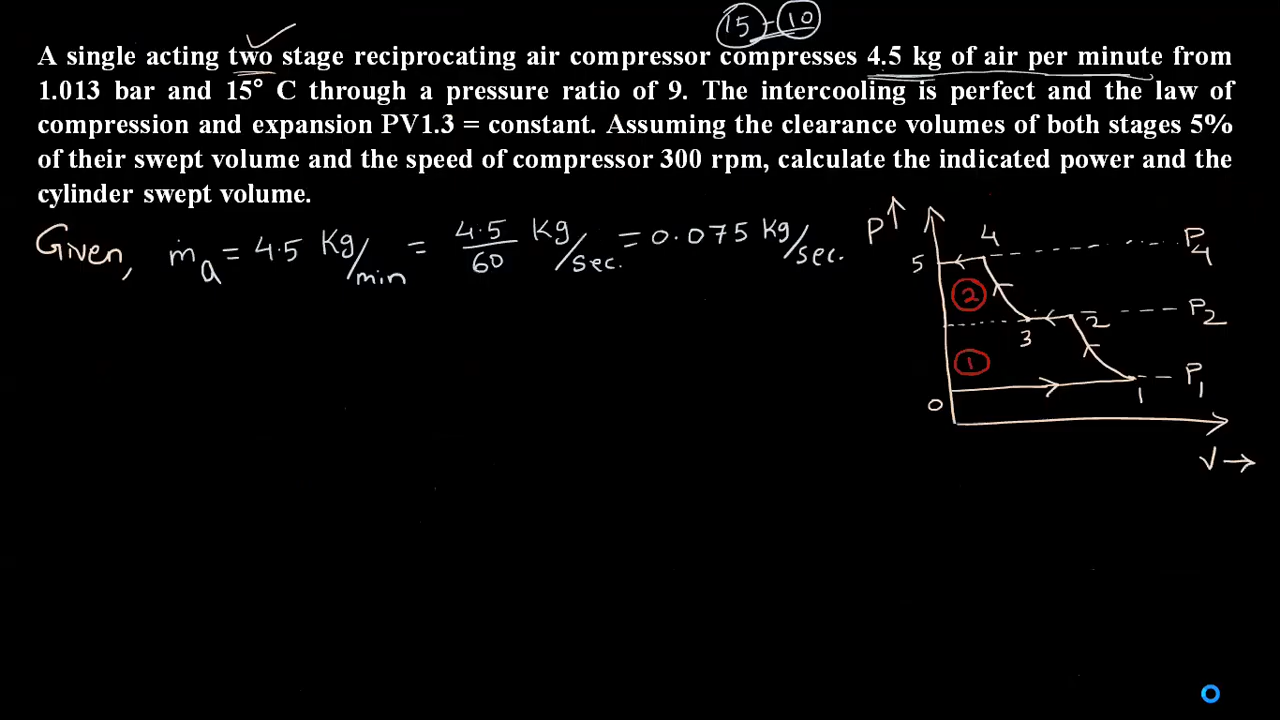 15 - 10
A single acting two stage reciprocating air compressor compresses 4.5 kg of air per minute from
1.013 bar and 15° C through a pressure ratio of 9. The intercooling is perfect and the law of
compression and expansion PV1.3 = constant. Assuming the clearance volumes of both stages 5%
of their swept volume and the speed of compressor 300 rpm, calculate the indicated power and the
cylinder swept volume.
Given, ṁa = 4.5 Kg/min = 4.5/60 Kg/sec. = 0.075 Kg/sec.
P↑
4
P4
5
2
2
P2
3
1
P1
1
0
V→